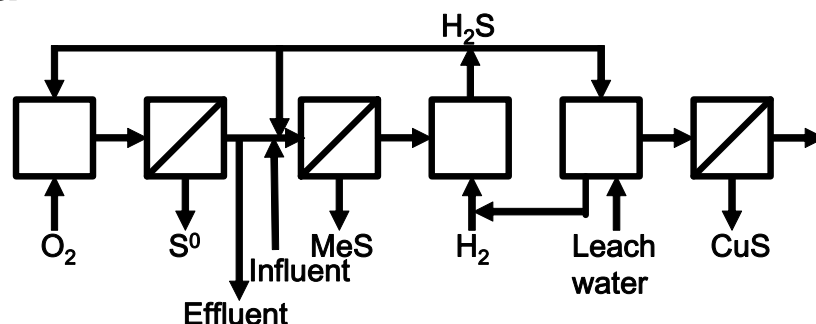 H₂S
O₂
S⁰
MeS
H₂
Leach
water
CuS
Influent
Effluent